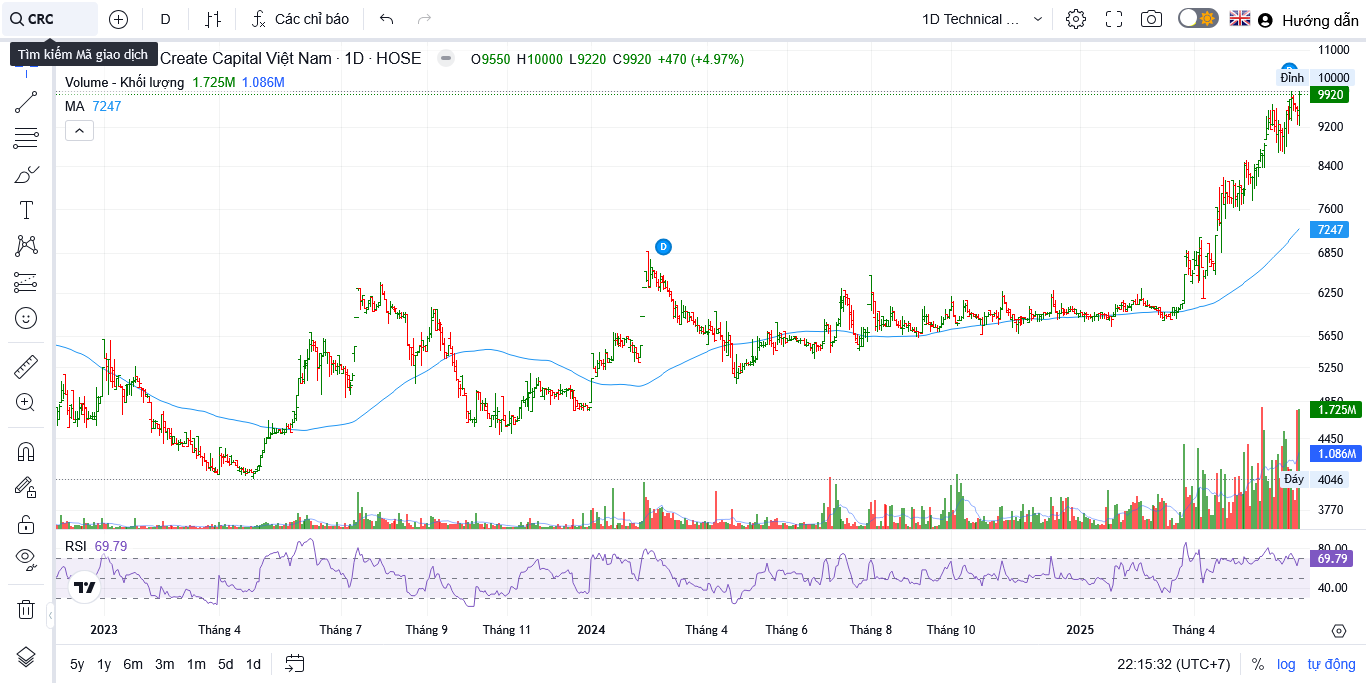 CRC
D
Các chỉ báo
1D Technical ...
Hướng dẫn
Tìm kiếm Mã giao dịch
Create Capital Việt Nam · 1D · HOSE
O9550 H10000 L9220 C9920 +470 (+4.97%)
Volume - Khối lượng 1.725M 1.086M
MA 7247
D
11000
Đỉnh 10000
9920
9200
8400
7600
7247
6850
6250
5650
5250
4850
1.725M
4450
1.086M
Đáy 4046
3770
RSI 69.79
80.00
69.79
40.00
2023 Tháng 4 Tháng 7 Tháng 9 Tháng 11 2024 Tháng 4 Tháng 6 Tháng 8 Tháng 10 2025 Tháng 4
5y 1y 6m 3m 1m 5d 1d
22:15:32 (UTC+7) % log tự động